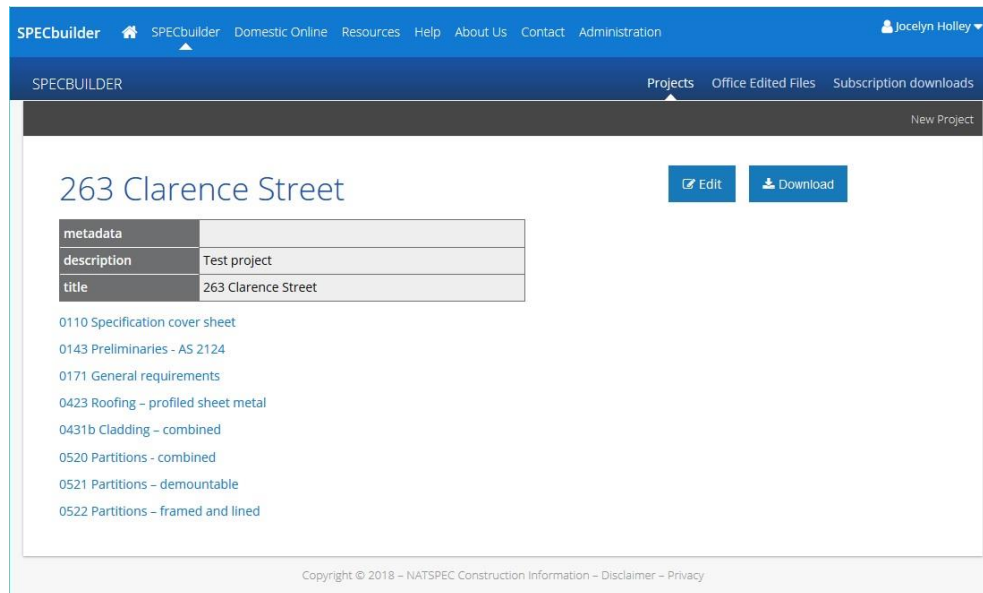 SPECbuilder SPECbuilder Domestic Online Resources Help About Us Contact Administration Jocelyn Holley
SPECBUILDER Projects Office Edited Files Subscription downloads
New Project
263 Clarence Street Edit Download
metadata
description Test project
title 263 Clarence Street
0110 Specification cover sheet
0143 Preliminaries - AS 2124
0171 General requirements
0423 Roofing – profiled sheet metal
0431b Cladding – combined
0520 Partitions - combined
0521 Partitions – demountable
0522 Partitions – framed and lined
Copyright © 2018 – NATSPEC Construction Information – Disclaimer – Privacy